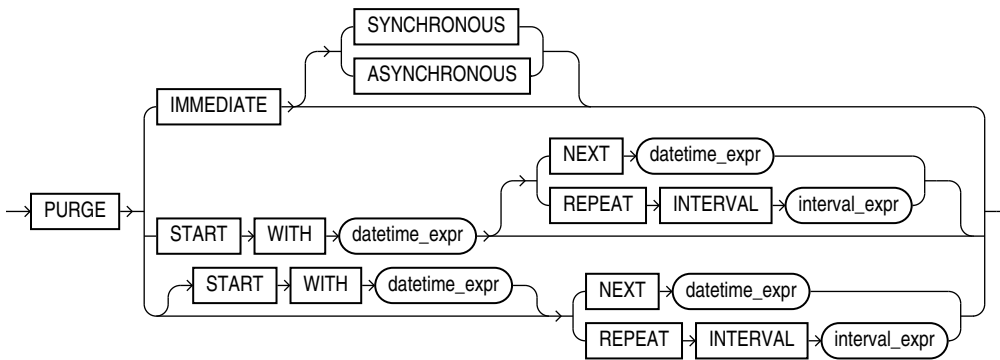 SYNCHRONOUS
ASYNCHRONOUS
IMMEDIATE
NEXT datetime_expr
REPEAT INTERVAL interval_expr
PURGE
START WITH datetime_expr
START WITH datetime_expr
NEXT datetime_expr
REPEAT INTERVAL interval_expr